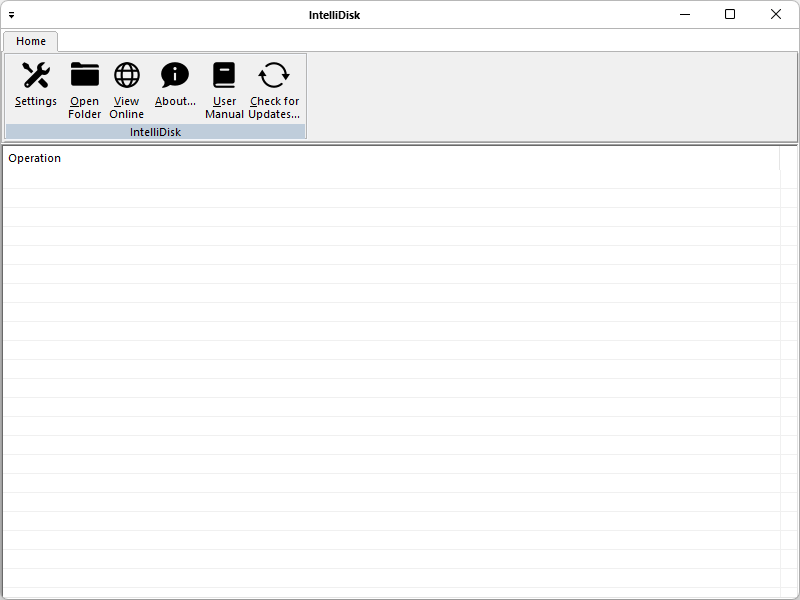 IntelliDisk
Home
Settings
Open
Folder
View
Online
About...
User
Manual
Check for
Updates...
IntelliDisk
Operation